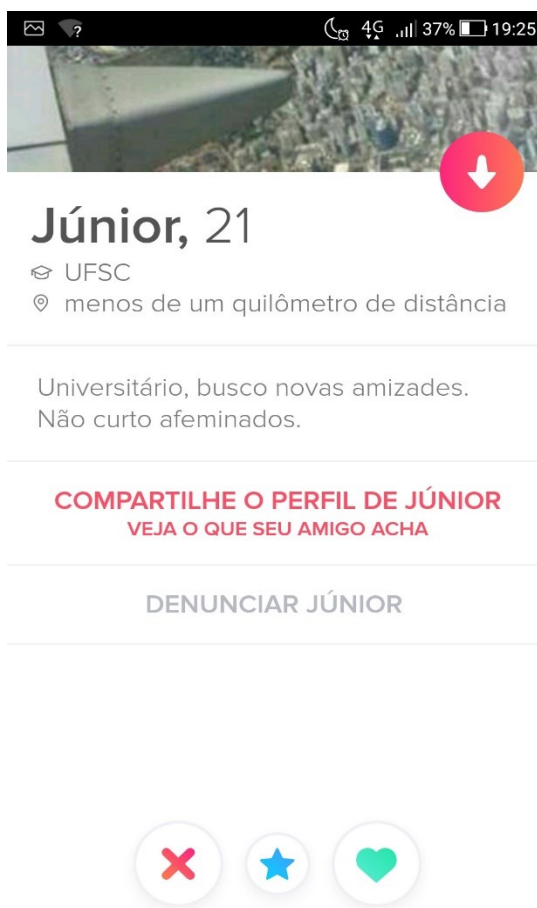 ? 4G 37% 19:25
Júnior, 21
UFSC
menos de um quilômetro de distância
Universitário, busco novas amizades.
Não curto afeminados.
COMPARTILHE O PERFIL DE JÚNIOR
VEJA O QUE SEU AMIGO ACHA
DENUNCIAR JÚNIOR